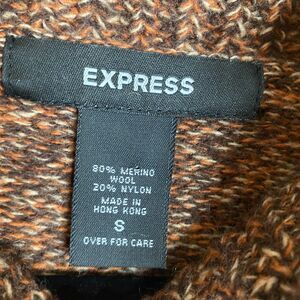 EXPRESS
80% MERINO
WOOL
20% NYLON
MADE IN
HONG KONG
S
OVER FOR CARE